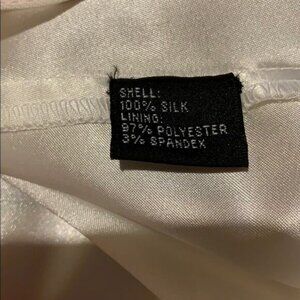 SHELL:
100% SILK
LINING:
97% POLYESTER
3% SPANDEX